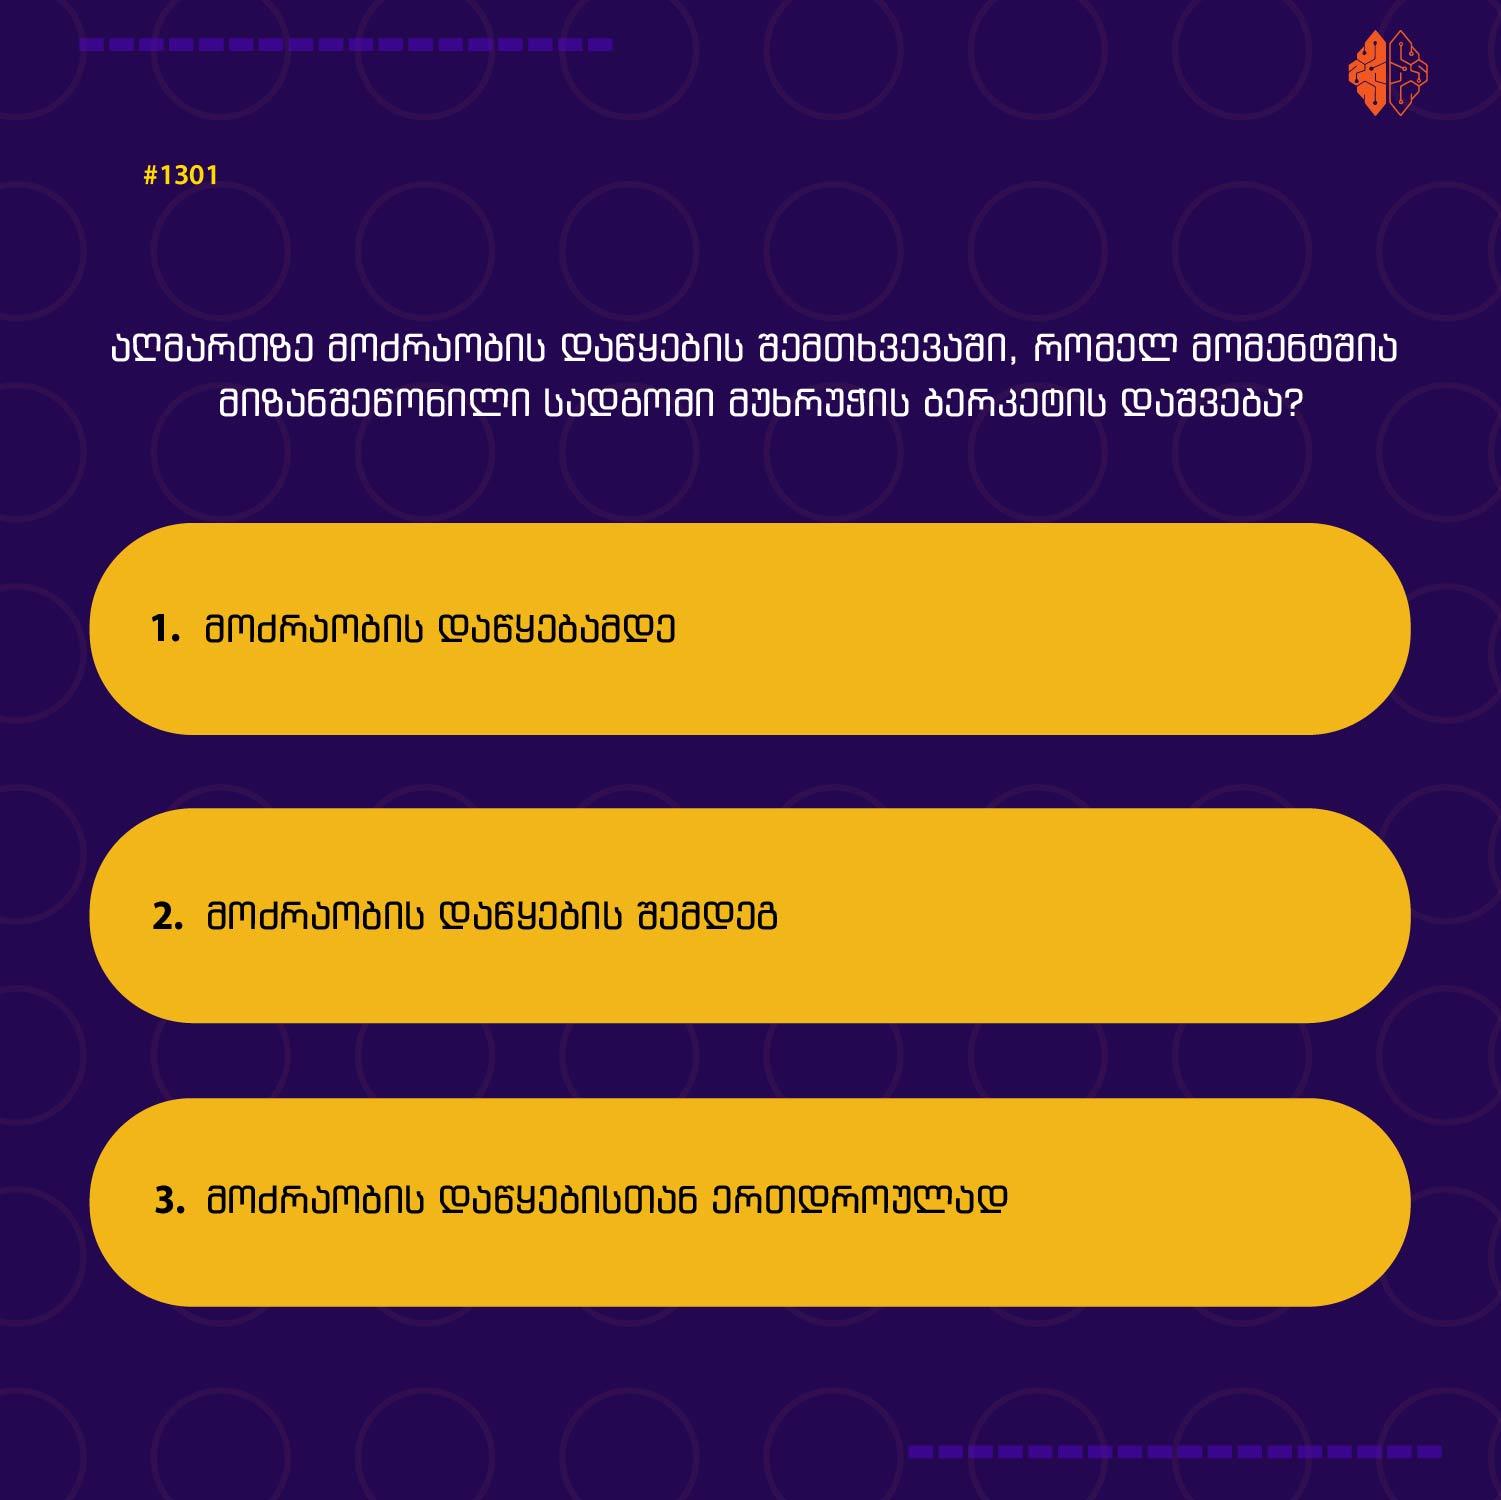 #1301
აღმართზე მოძრაობის დაწყების შემთხვევაში, რომელ მომენტშია
მიზანშეწონილი სადგომი მუხრუჭის ბერკეტის დაშვება?
1. მოძრაობის დაწყებამდე
2. მოძრაობის დაწყების შემდეგ
3. მოძრაობის დაწყებისთან ერთდროულად